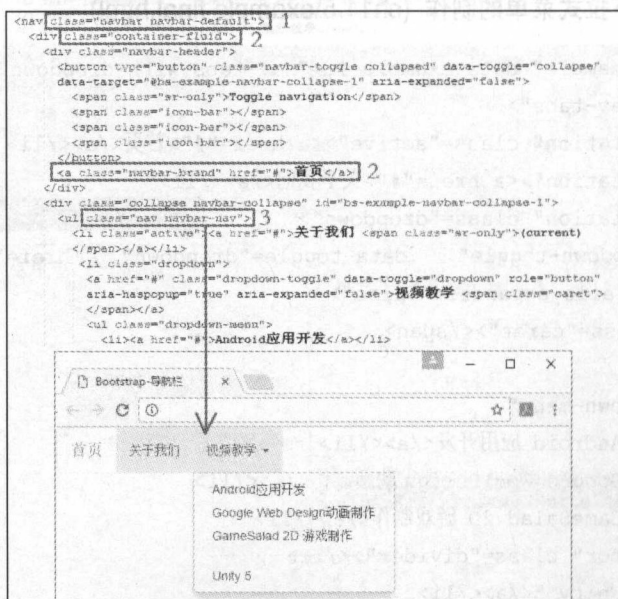 <nav class="navbar navbar-default"> 1
<div class="container-fluid"> 2
<div class="navbar-header">
<button type="button" class="navbar-toggle collapsed" data-toggle="collapse"
data-target="#bs-example-navbar-collapse-1" aria-expanded="false">
<span class="sr-only">Toggle navigation</span>
<span class="icon-bar"></span>
<span class="icon-bar"></span>
<span class="icon-bar"></span>
</button>
<a class="navbar-brand" href="#">首页</a> 2
</div>
<div class="collapse navbar-collapse" id="bs-example-navbar-collapse-1">
<ul class="nav navbar-nav"> 3
<li class="active"><a href="#">关于我们 <span class="sr-only">(current)
</span></a></li>
<li class="dropdown">
<a href="#" class="dropdown-toggle" data-toggle="dropdown" role="button"
aria-haspopup="true" aria-expanded="false">视频教学 <span class="caret">
</span></a>
<ul class="dropdown-menu">
<li><a href="#">Android应用开发</a></li>
Bootstrap-导航栏
首页 关于我们 视频教学
Android应用开发
Google Web Design动画制作
GameSalad 2D 游戏制作
Unity 5